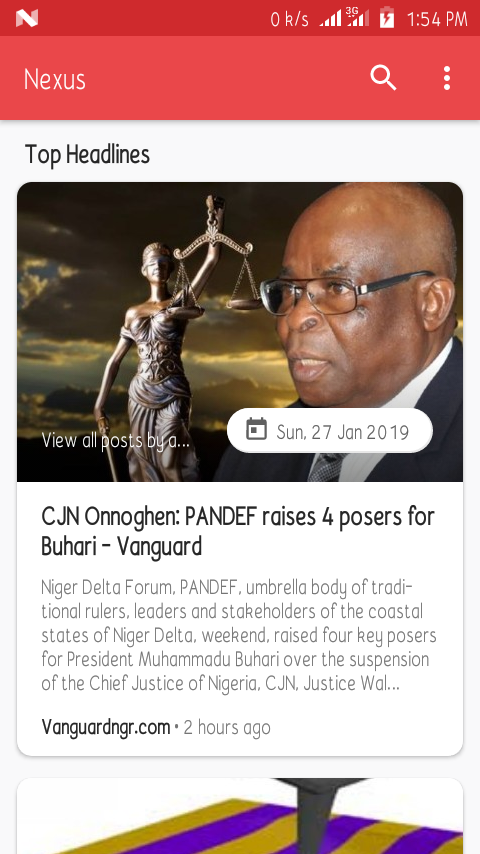 0 k/s 3G 1:54 PM
Nexus
Top Headlines
View all posts by a...
Sun, 27 Jan 2019
CJN Onnoghen: PANDEF raises 4 posers for
Buhari - Vanguard
Niger Delta Forum, PANDEF, umbrella body of tradi-
tional rulers, leaders and stakeholders of the coastal
states of Niger Delta, weekend, raised four key posers
for President Muhammadu Buhari over the suspension
of the Chief Justice of Nigeria, CJN, Justice Wal...
Vanguardngr.com • 2 hours ago